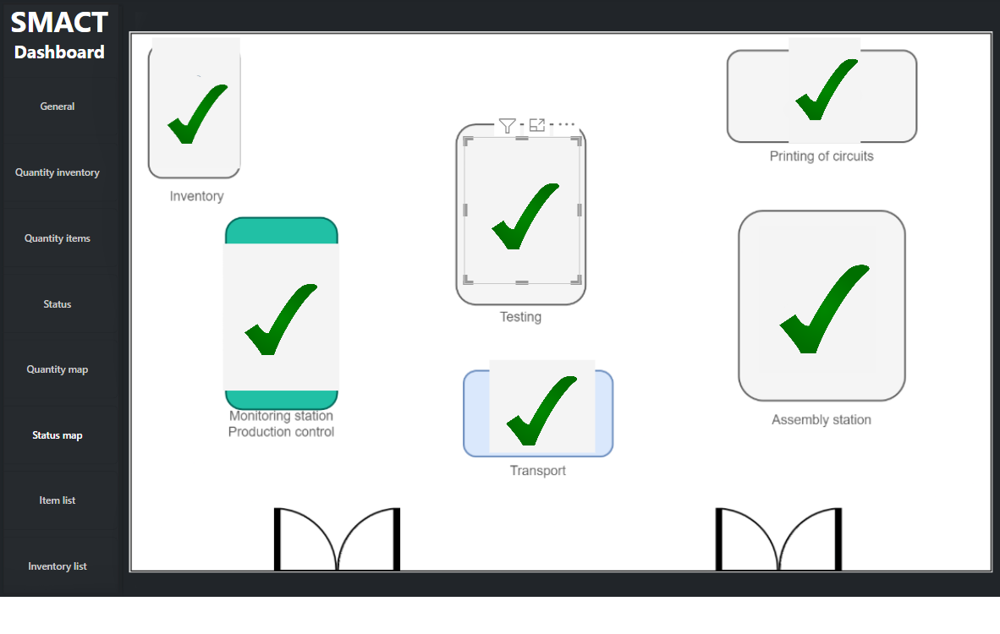 SMACT
Dashboard
General
Quantity inventory
Quantity items
Status
Quantity map
Status map
Item list
Inventory list
Inventory
Printing of circuits
Testing
Monitoring station
Production control
Assembly station
Transport